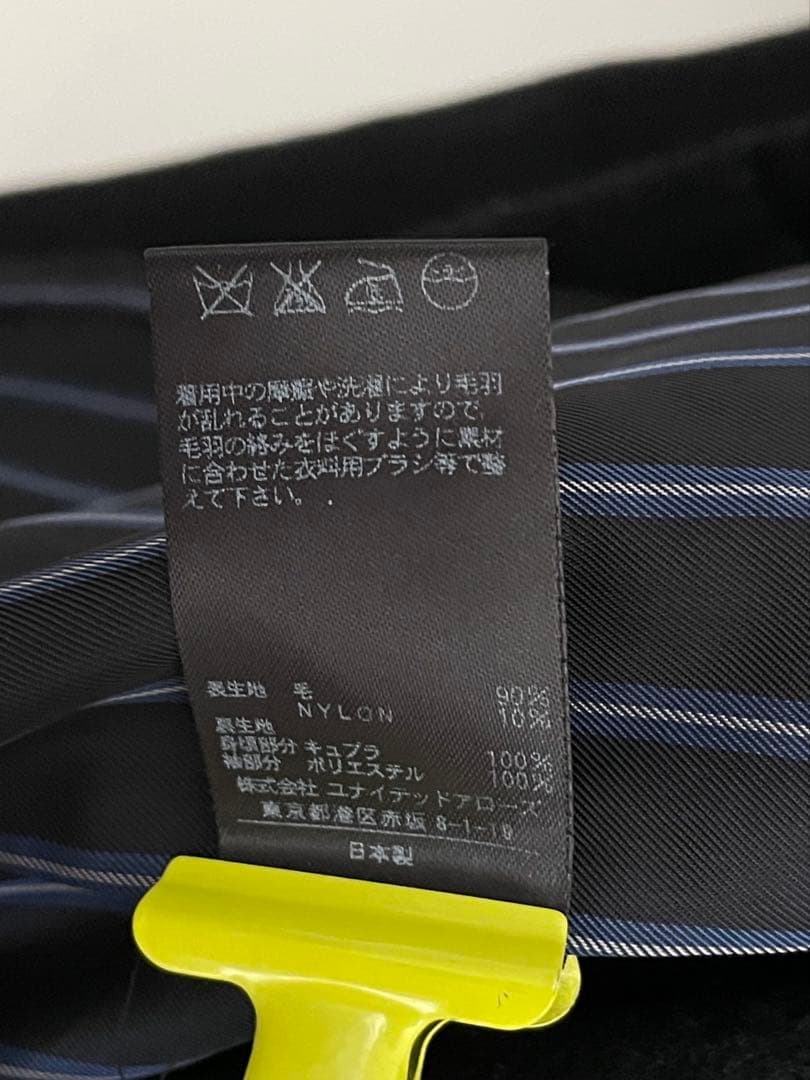 着用中の摩擦や洗濯により毛羽
が乱れることがありますので、
毛羽の絡みをほぐすように素材
に合わせた衣料用ブラシ等で整
えて下さい。.
表生地 毛 90%
NYLON 10%
裏生地
身頃部分 キュプラ 100%
袖部分 ポリエステル 100%
株式会社 ユナイテッドアローズ
東京都港区赤坂 8-1-19
日本製